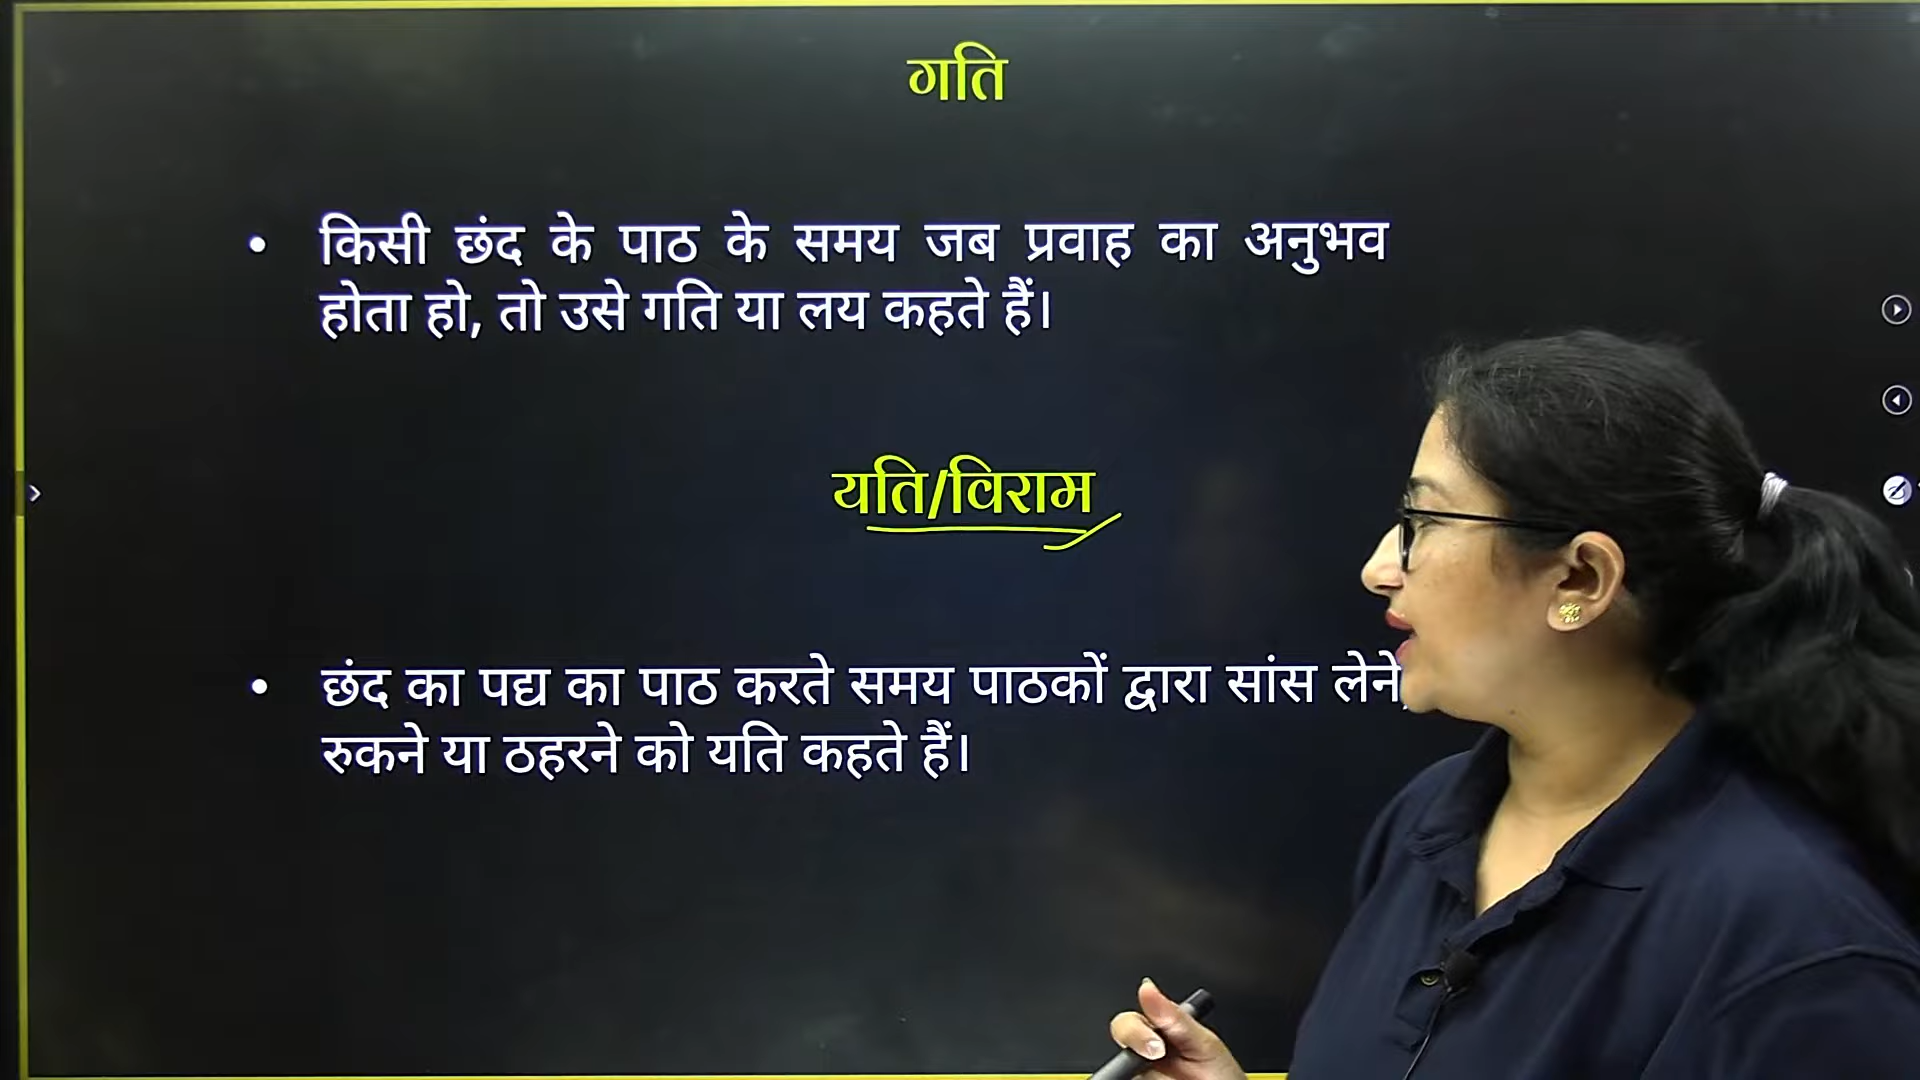 गति
• किसी छंद के पाठ के समय जब प्रवाह का अनुभव
होता हो, तो उसे गति या लय कहते हैं।
यति/विराम
• छंद का पद्य का पाठ करते समय पाठकों द्वारा सांस लेने,
रुकने या ठहरने को यति कहते हैं।